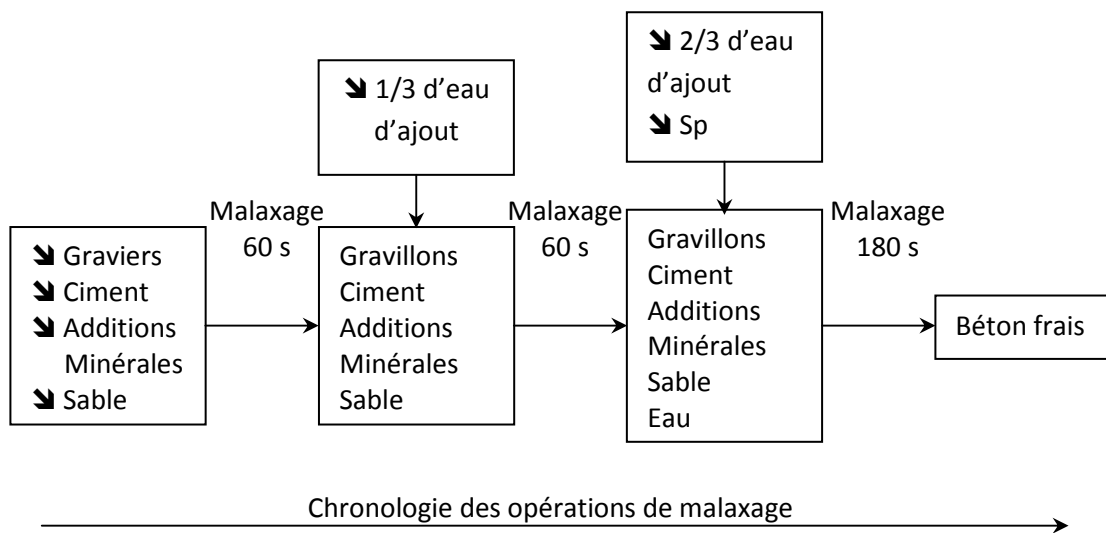 ⬊ 1/3 d’eau
d’ajout
⬊ 2/3 d’eau
d’ajout
⬊ Sp
Malaxage
60 s
Malaxage
60 s
Malaxage
180 s
⬊ Graviers
⬊ Ciment
⬊ Additions
Minérales
⬊ Sable
Gravillons
Ciment
Additions
Minérales
Sable
Gravillons
Ciment
Additions
Minérales
Sable
Eau
Béton frais
Chronologie des opérations de malaxage